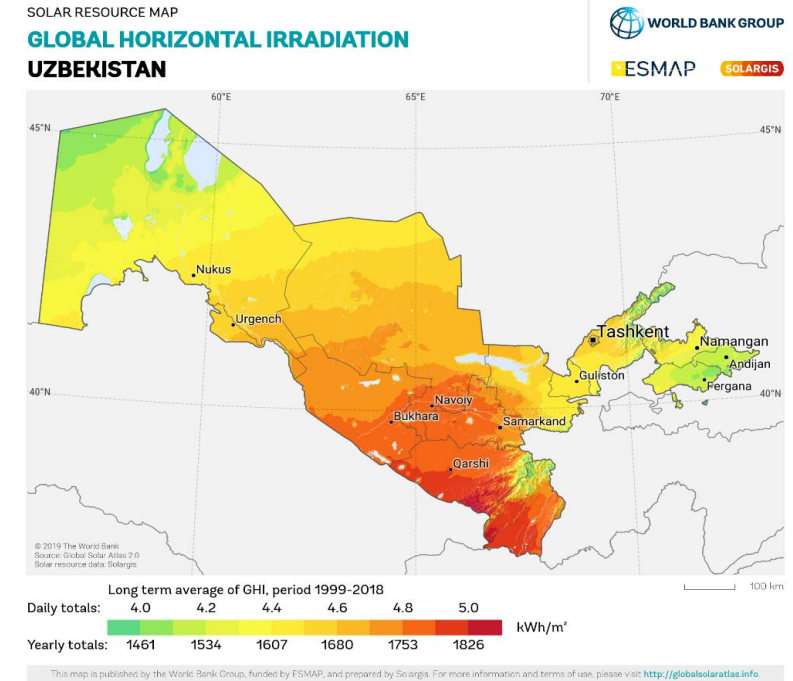 SOLAR RESOURCE MAP
GLOBAL HORIZONTAL IRRADIATION
UZBEKISTAN
WORLD BANK GROUP
ESMAP
SOLARGIS
60°E 65°E 70°E
45°N 45°N
Nukus
Urgench
Tashkent
Namangan
Andijan
Guliston
Fergana
40°N 40°N
Navoiy
Bukhara
Samarkand
Qarshi
© 2019 The World Bank
Source: Global Solar Atlas 2.0
Solar resource data: Solargis
100 km
Long term average of GHI, period 1999-2018
Daily totals: 4.0 4.2 4.4 4.6 4.8 5.0
kWh/m²
Yearly totals: 1461 1534 1607 1680 1753 1826
This map is published by the World Bank Group, funded by ESMAP, and prepared by Solargis. For more information and terms of use, please visit http://globalsolaratlas.info.